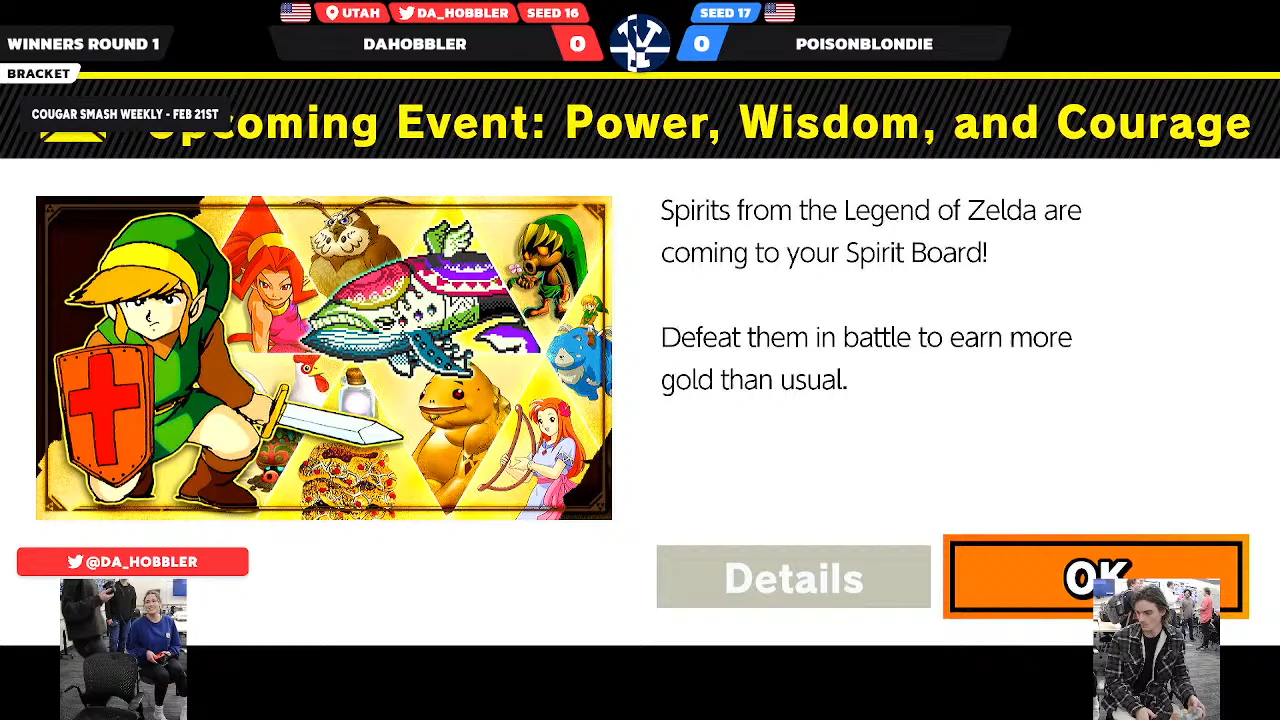 UTAH
DA_HOBBLER
SEED 16
SEED 17
WINNERS ROUND 1
DAHOBBLER
0
0
POISONBLONDIE
BRACKET
COUGAR SMASH WEEKLY - FEB 21ST
Upcoming Event: Power, Wisdom, and Courage
Spirits from the Legend of Zelda are
coming to your Spirit Board!
Defeat them in battle to earn more
gold than usual.
@DA_HOBBLER
Details
OK